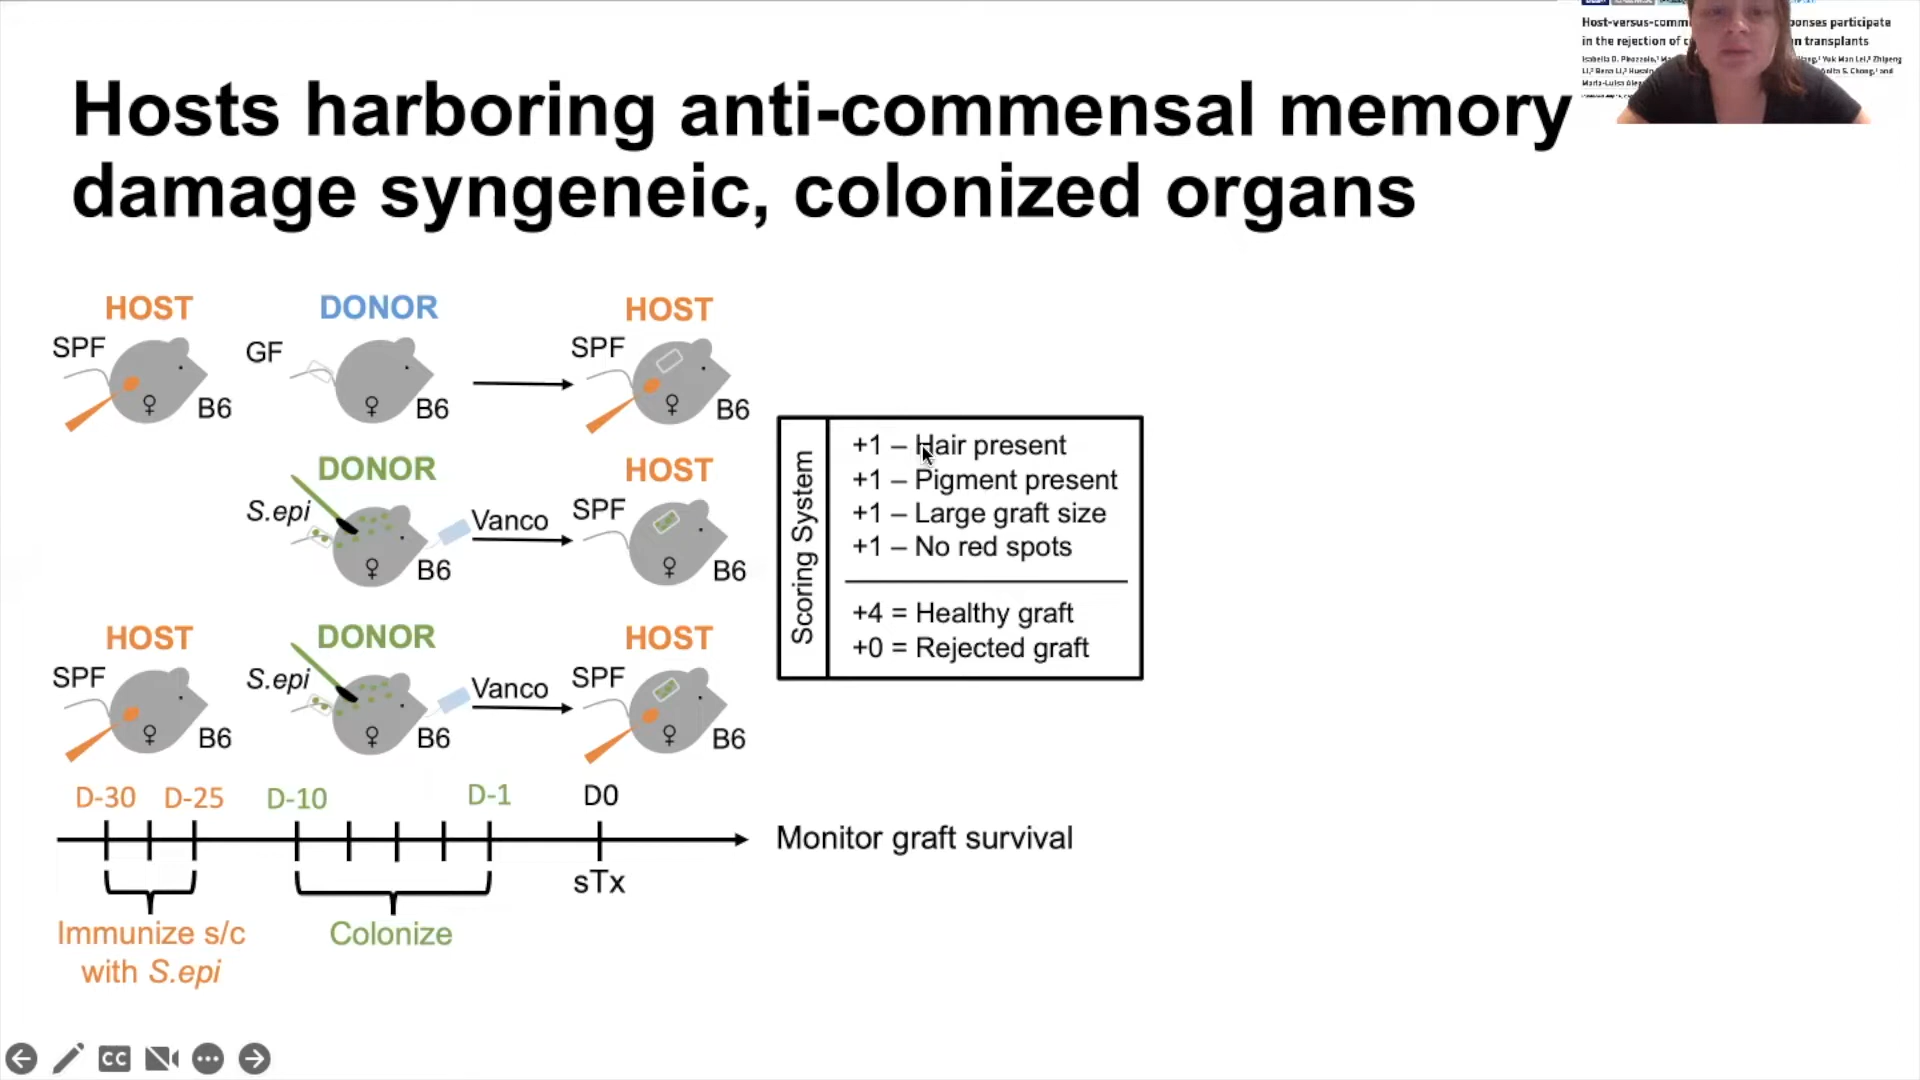 Hosts harboring anti-commensal memory
damage syngeneic, colonized organs
Host-versus-comm onses participate
in the rejection of c n transplants
HOST DONOR HOST
SPF GF SPF
♀ B6 ♀ B6 ♀ B6
DONOR HOST
S.epi Vanco SPF
♀ B6 ♀ B6
HOST DONOR HOST
SPF S.epi Vanco SPF
♀ B6 ♀ B6 ♀ B6
Scoring System
+1 – Hair present
+1 – Pigment present
+1 – Large graft size
+1 – No red spots
+4 = Healthy graft
+0 = Rejected graft
D-30 D-25 D-10 D-1 D0
Monitor graft survival
sTx
Immunize s/c
with S.epi
Colonize
CC